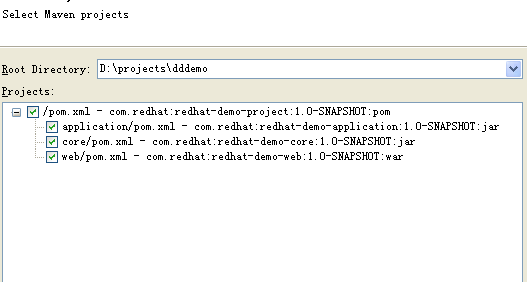 Select Maven projects
Root Directory: D:\projects\dddemo
Projects:
/pom.xml - com.redhat:redhat-demo-project:1.0-SNAPSHOT:pom
application/pom.xml - com.redhat:redhat-demo-application:1.0-SNAPSHOT:jar
core/pom.xml - com.redhat:redhat-demo-core:1.0-SNAPSHOT:jar
web/pom.xml - com.redhat:redhat-demo-web:1.0-SNAPSHOT:war